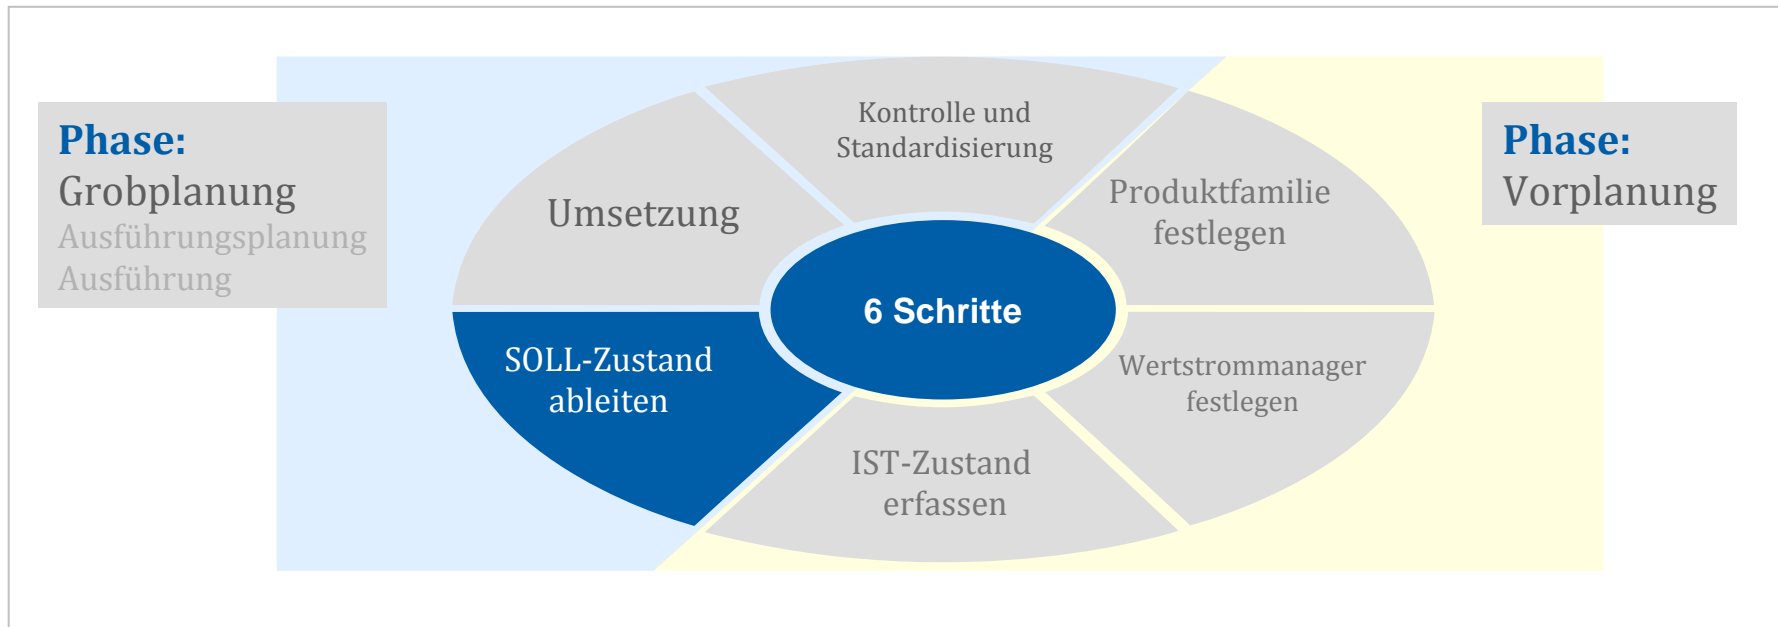 Phase:
Grobplanung
Ausführungsplanung
Ausführung
Kontrolle und
Standardisierung
Umsetzung
Produktfamilie
festlegen
6 Schritte
SOLL-Zustand
ableiten
Wertstrommanager
festlegen
IST-Zustand
erfassen
Phase:
Vorplanung